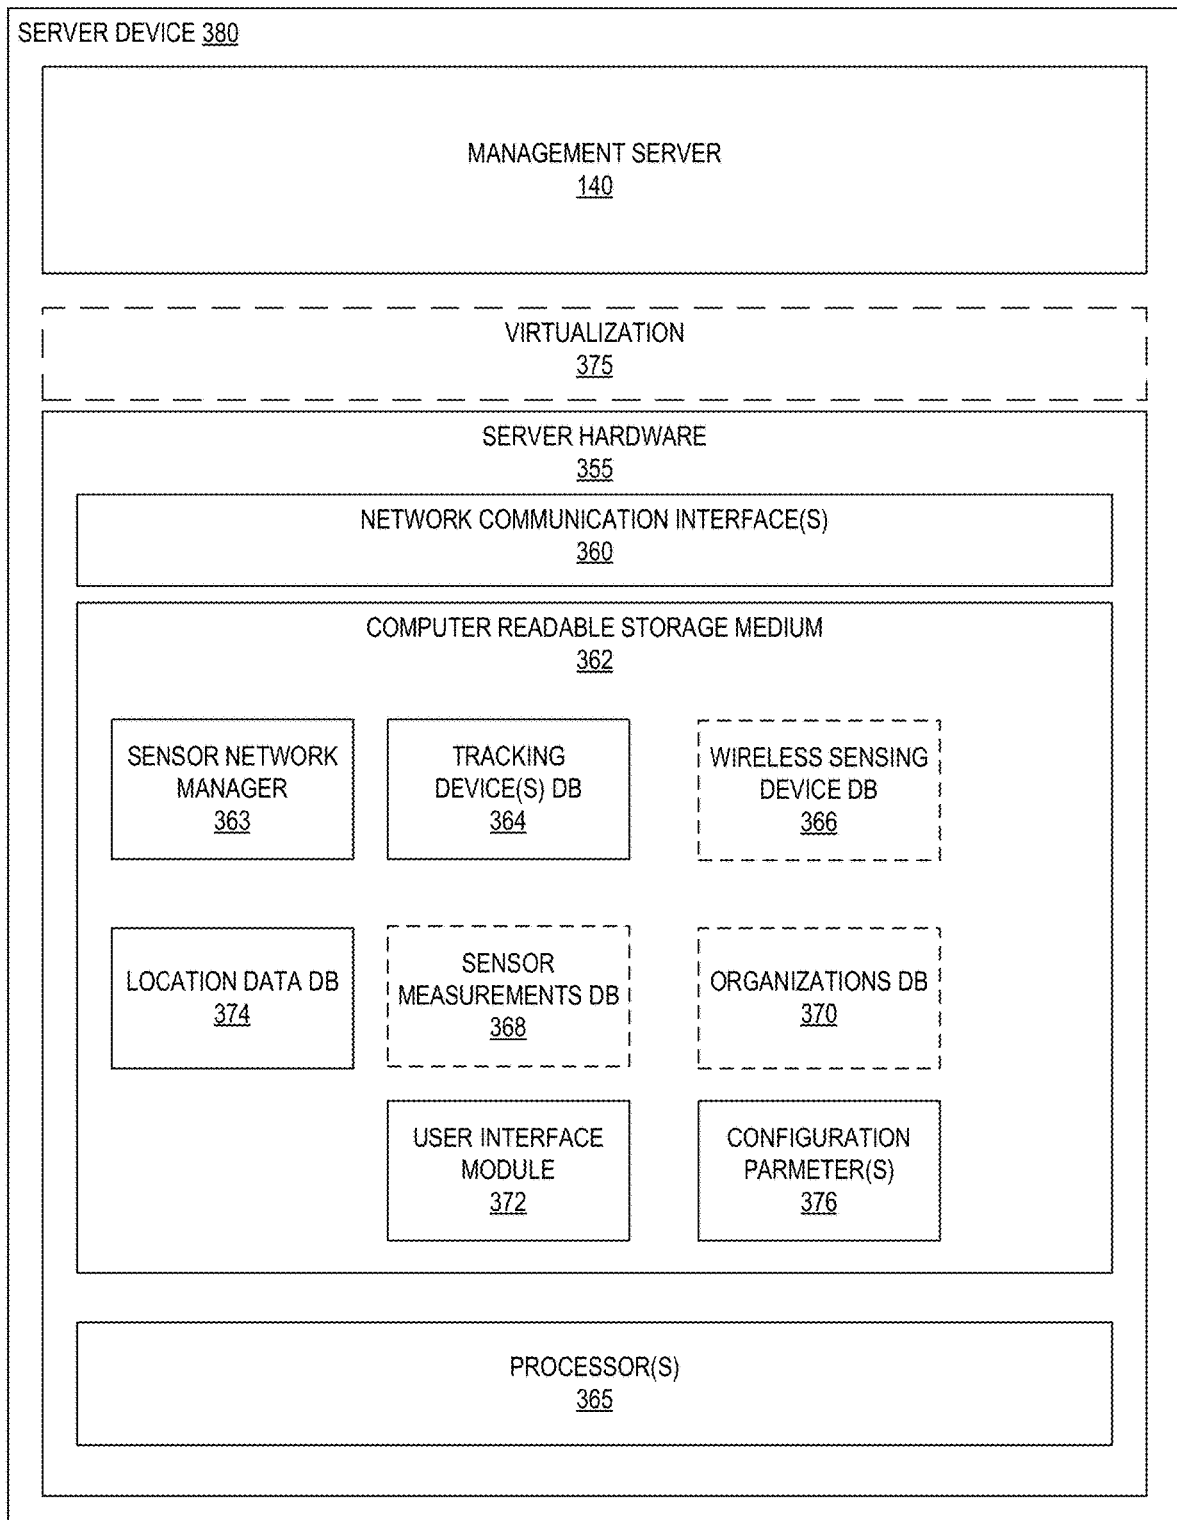 SERVER DEVICE 380
MANAGEMENT SERVER
140
VIRTUALIZATION
375
SERVER HARDWARE
355
NETWORK COMMUNICATION INTERFACE(S)
360
COMPUTER READABLE STORAGE MEDIUM
362
SENSOR NETWORK
MANAGER
363
TRACKING
DEVICE(S) DB
364
WIRELESS SENSING
DEVICE DB
366
LOCATION DATA DB
374
SENSOR
MEASUREMENTS DB
368
ORGANIZATIONS DB
370
USER INTERFACE
MODULE
372
CONFIGURATION
PARMETER(S)
376
PROCESSOR(S)
365